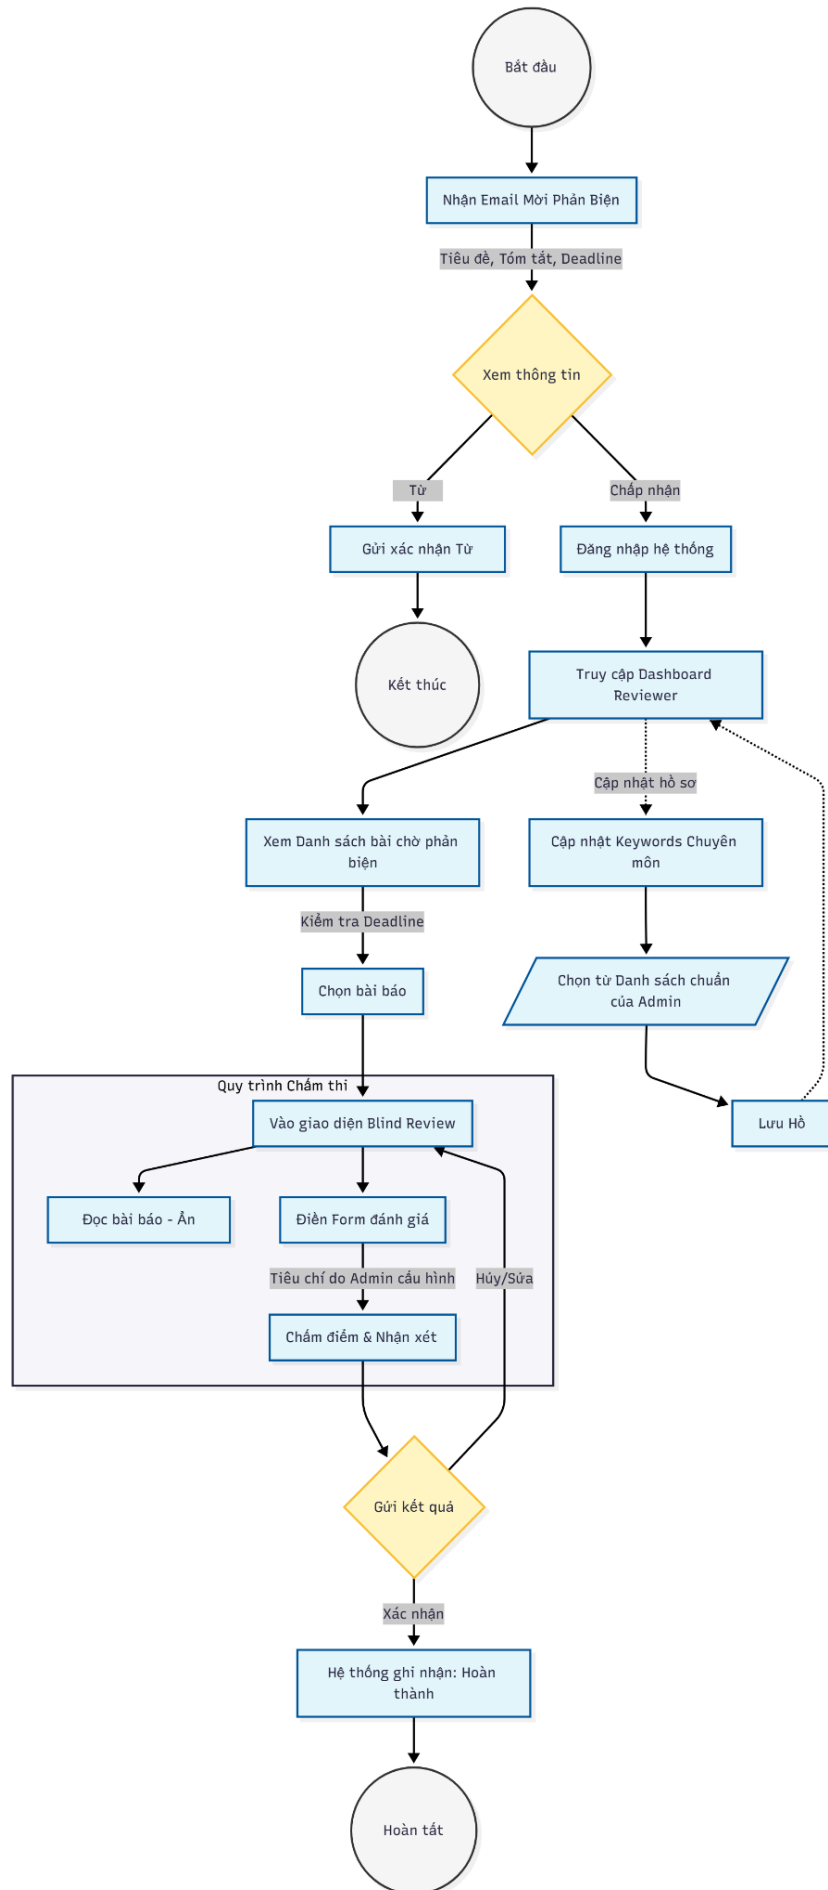 Bắt đầu
Nhận Email Mời Phản Biện
Tiêu đề, Tóm tắt, Deadline
Xem thông tin
Từ
Chấp nhận
Gửi xác nhận Từ
Đăng nhập hệ thống
Kết thúc
Truy cập Dashboard
Reviewer
Cập nhật hồ sơ
Xem Danh sách bài chờ phản
biện
Cập nhật Keywords Chuyên
môn
Kiểm tra Deadline
Chọn bài báo
Chọn từ Danh sách chuẩn
của Admin
Quy trình Chấm thi
Vào giao diện Blind Review
Lưu Hồ
Đọc bài báo - Ẩn
Điền Form đánh giá
Tiêu chí do Admin cấu hình
Hủy/Sửa
Chấm điểm & Nhận xét
Gửi kết quả
Xác nhận
Hệ thống ghi nhận: Hoàn
thành
Hoàn tất